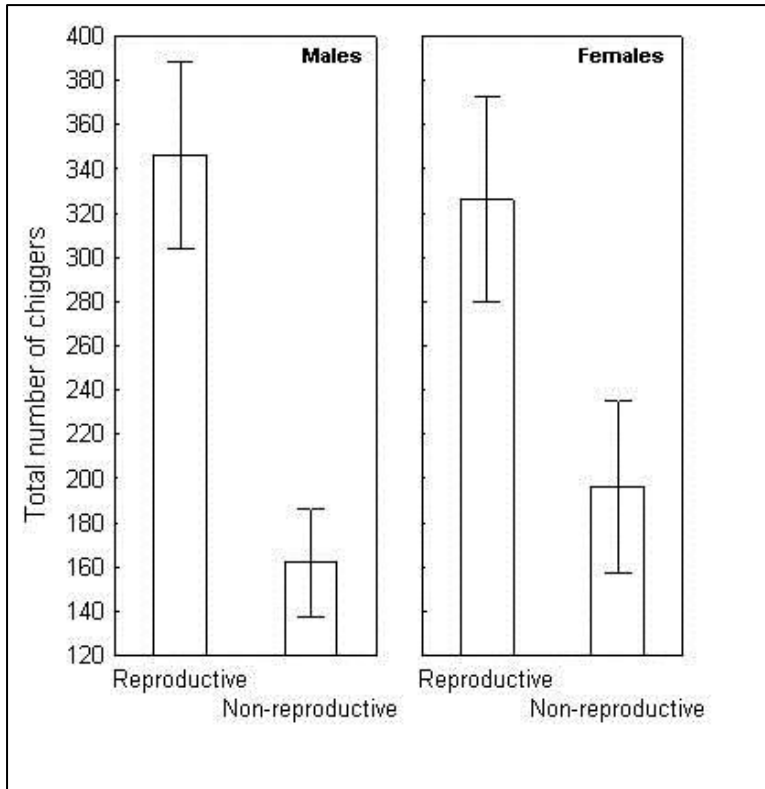 Total number of chiggers
400
380
360
340
320
300
280
260
240
220
200
180
160
140
120
Males
Females
Reproductive
Non-reproductive
Reproductive
Non-reproductive